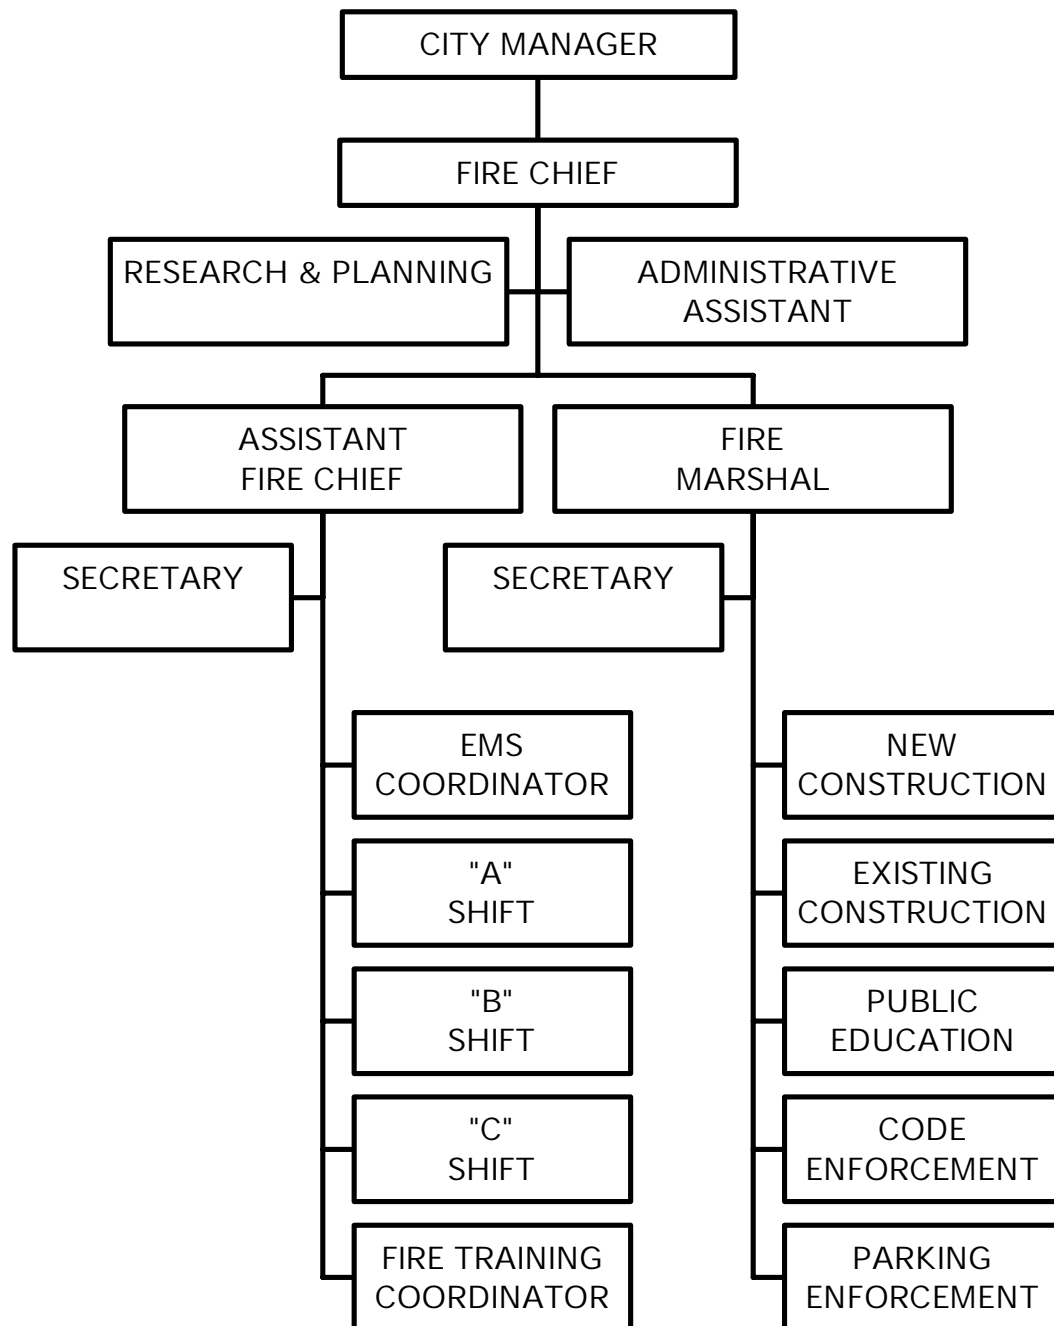 CITY MANAGER
FIRE CHIEF
RESEARCH & PLANNING
ADMINISTRATIVE
ASSISTANT
ASSISTANT
FIRE CHIEF
FIRE
MARSHAL
SECRETARY
SECRETARY
EMS
COORDINATOR
NEW
CONSTRUCTION
"A"
SHIFT
EXISTING
CONSTRUCTION
"B"
SHIFT
PUBLIC
EDUCATION
"C"
SHIFT
CODE
ENFORCEMENT
FIRE TRAINING
COORDINATOR
PARKING
ENFORCEMENT